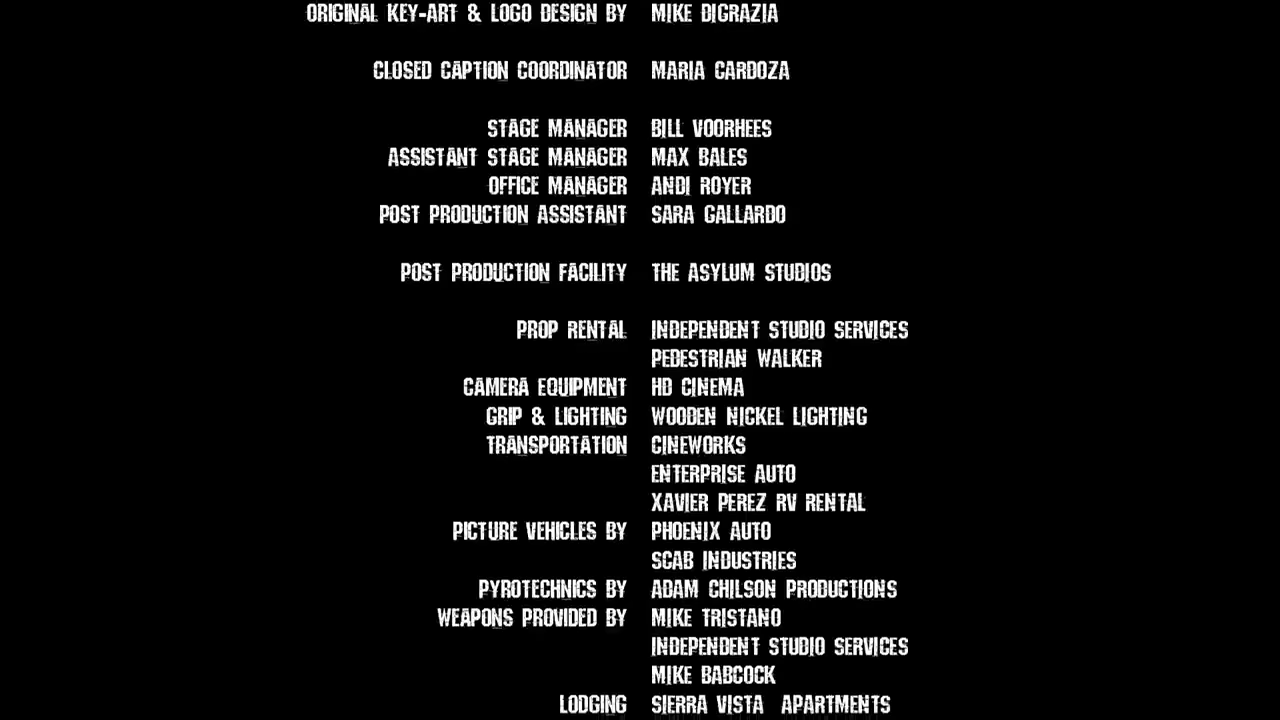 ORIGINAL KEY-ART & LOGO DESIGN BY MIKE DIGRAZIA
CLOSED CAPTION COORDINATOR MARIA CARDOZA
STAGE MANAGER BILL VOORHEES
ASSISTANT STAGE MANAGER MAX BALES
OFFICE MANAGER ANDI ROYER
POST PRODUCTION ASSISTANT SARA GALLARDO
POST PRODUCTION FACILITY THE ASYLUM STUDIOS
PROP RENTAL INDEPENDENT STUDIO SERVICES
PEDESTRIAN WALKER
CAMERA EQUIPMENT HD CINEMA
GRIP & LIGHTING WOODEN NICKEL LIGHTING
TRANSPORTATION CINEWORKS
ENTERPRISE AUTO
XAVIER PEREZ RV RENTAL
PICTURE VEHICLES BY PHOENIX AUTO
SCAB INDUSTRIES
PYROTECHNICS BY ADAM CHILSON PRODUCTIONS
WEAPONS PROVIDED BY MIKE TRISTANO
INDEPENDENT STUDIO SERVICES
MIKE BABCOCK
LODGING SIERRA VISTA APARTMENTS